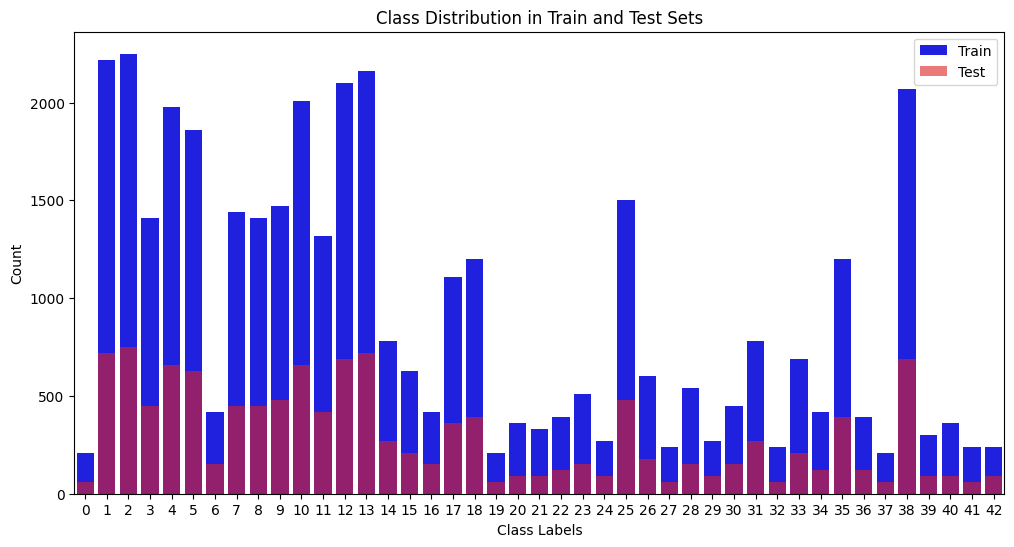 Class Distribution in Train and Test Sets
Train
Test
2000
1500
1000
500
0
Count
0 1 2 3 4 5 6 7 8 9 10 11 12 13 14 15 16 17 18 19 20 21 22 23 24 25 26 27 28 29 30 31 32 33 34 35 36 37 38 39 40 41 42
Class Labels